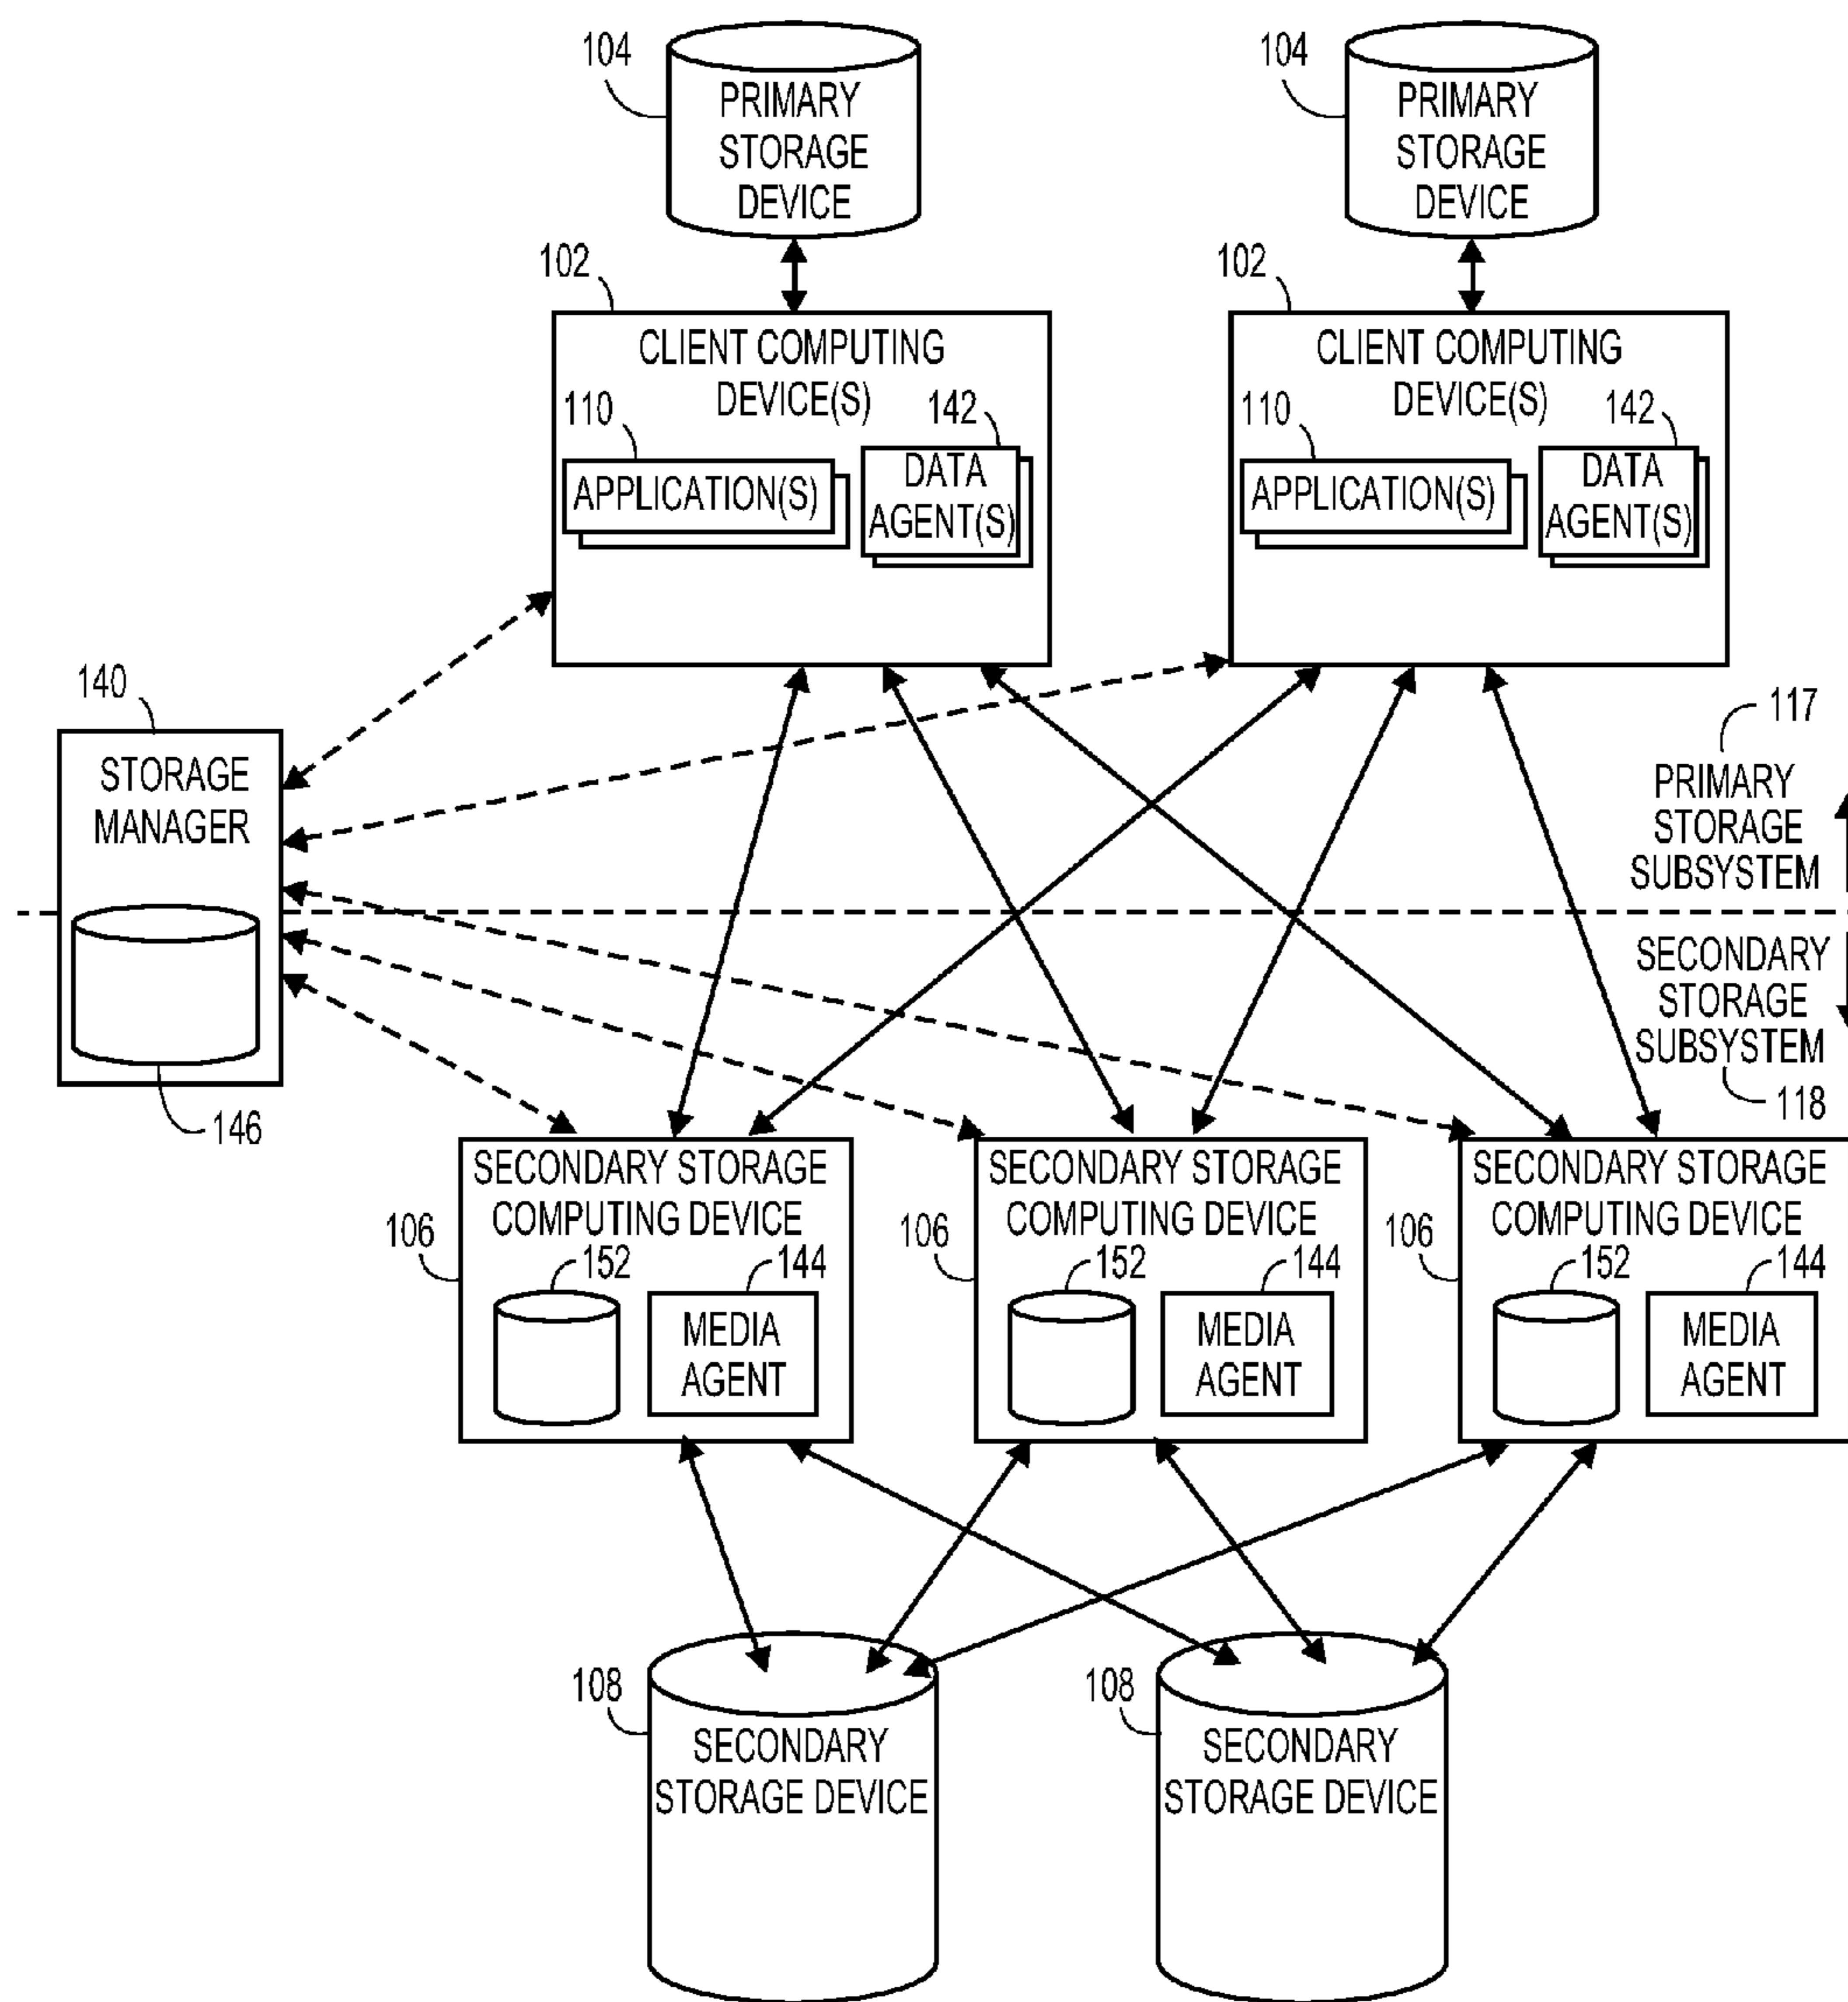 104
PRIMARY
STORAGE
DEVICE
104
PRIMARY
STORAGE
DEVICE
102
CLIENT COMPUTING
DEVICE(S)
110
142
APPLICATION(S)
DATA
AGENT(S)
102
CLIENT COMPUTING
DEVICE(S)
110
142
APPLICATION(S)
DATA
AGENT(S)
140
STORAGE
MANAGER
146
117
PRIMARY
STORAGE
SUBSYSTEM
SECONDARY
STORAGE
SUBSYSTEM
118
SECONDARY STORAGE
COMPUTING DEVICE
106
152
144
MEDIA
AGENT
SECONDARY STORAGE
COMPUTING DEVICE
106
152
144
MEDIA
AGENT
SECONDARY STORAGE
COMPUTING DEVICE
106
152
144
MEDIA
AGENT
108
SECONDARY
STORAGE DEVICE
108
SECONDARY
STORAGE DEVICE